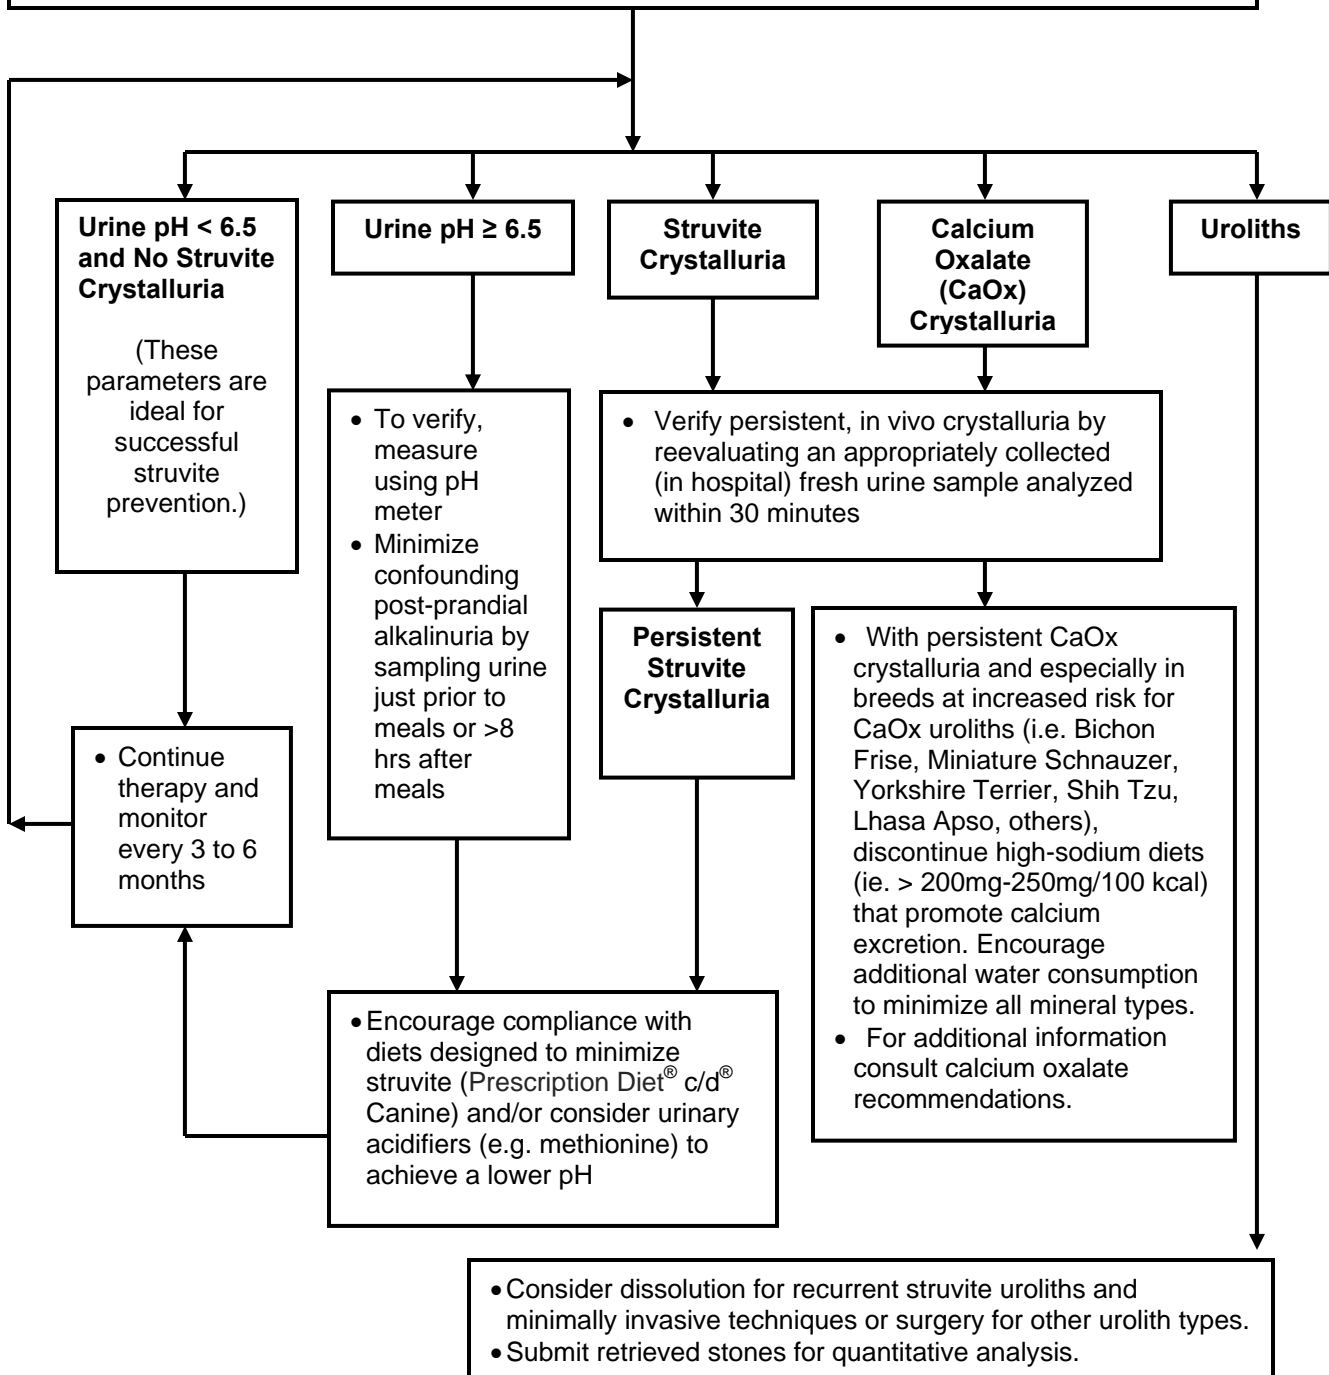 Urine pH < 6.5
and No Struvite
Crystalluria
(These
parameters are
ideal for
successful
struvite
prevention.)
Urine pH ≥ 6.5
Struvite
Crystalluria
Calcium
Oxalate
(CaOx)
Crystalluria
Uroliths
• To verify,
measure
using pH
meter
• Minimize
confounding
post-prandial
alkalinuria by
sampling urine
just prior to
meals or >8
hrs after
meals
• Verify persistent, in vivo crystalluria by
reevaluating an appropriately collected
(in hospital) fresh urine sample analyzed
within 30 minutes
Persistent
Struvite
Crystalluria
• With persistent CaOx
crystalluria and especially in
breeds at increased risk for
CaOx uroliths (i.e. Bichon
Frise, Miniature Schnauzer,
Yorkshire Terrier, Shih Tzu,
Lhasa Apso, others),
discontinue high-sodium diets
(ie. > 200mg-250mg/100 kcal)
that promote calcium
excretion. Encourage
additional water consumption
to minimize all mineral types.
• For additional information
consult calcium oxalate
recommendations.
• Continue
therapy and
monitor
every 3 to 6
months
• Encourage compliance with
diets designed to minimize
struvite (Prescription Diet® c/d®
Canine) and/or consider urinary
acidifiers (e.g. methionine) to
achieve a lower pH
• Consider dissolution for recurrent struvite uroliths and
minimally invasive techniques or surgery for other urolith types.
• Submit retrieved stones for quantitative analysis.